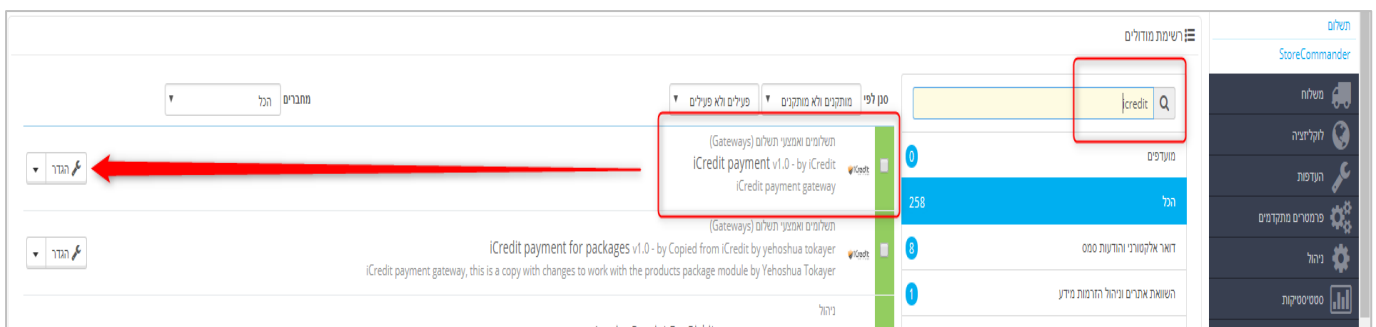 תשלום
StoreCommander
משלוח
לוקליזציה
העדפות
פרמטרים מתקדמים
ניהול
סטטיסטיקות
רשימת מודולים
icredit
מועדפים
0
הכל
258
דואר אלקטורני והודעות סמס
8
השוואת אתרים וניהול הזרמות מידע
1
סנן לפי מותקנים ולא מותקנים פעילים ולא פעילים מחברים הכל
תשלומים ואמצעי תשלום (Gateways)
iCredit payment v1.0 - by iCredit
iCredit payment gateway
iCredit
הגדר
תשלומים ואמצעי תשלום (Gateways)
iCredit payment for packages v1.0 - by Copied from iCredit by yehoshua tokayer
iCredit payment gateway, this is a copy with changes to work with the products package module by Yehoshua Tokayer
iCredit
הגדר
ניהול